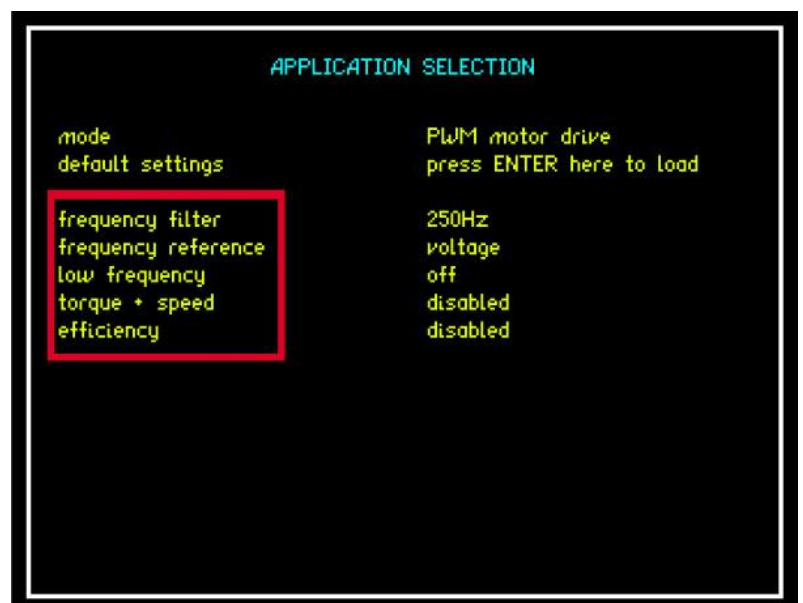 APPLICATION SELECTION
mode PWM motor drive
default settings press ENTER here to load
frequency filter 250Hz
frequency reference voltage
low frequency off
torque + speed disabled
efficiency disabled